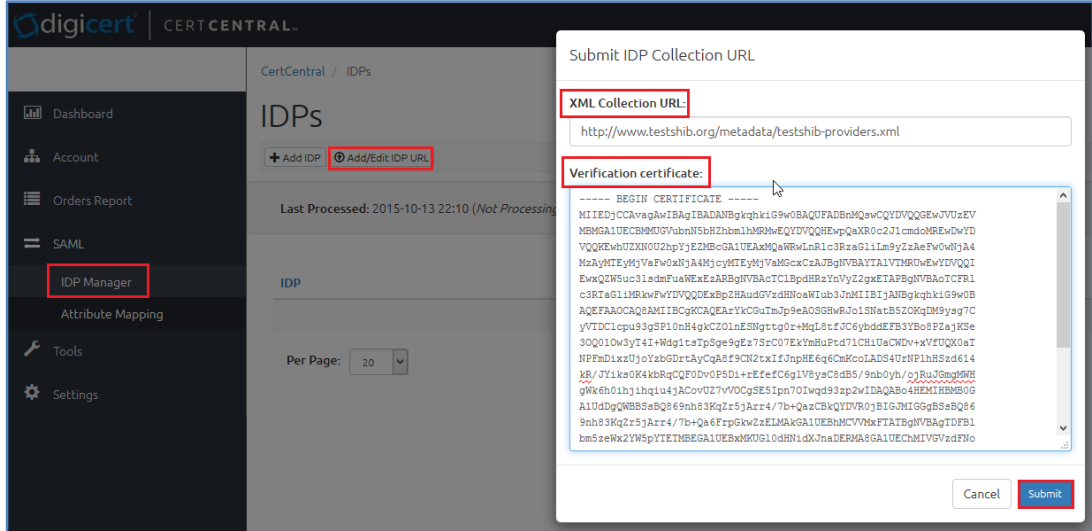 digicert CERTCENTRAL™
CertCentral / IDPs
Dashboard
Account
Orders Report
SAML
IDP Manager
Attribute Mapping
Tools
Settings
IDPs
Add IDP
Add/Edit IDP URL
Last Processed: 2015-10-13 22:10 (Not Processing
IDP
Per Page: 20
Submit IDP Collection URL
XML Collection URL:
http://www.testshib.org/metadata/testshib-providers.xml
Verification certificate:
----- BEGIN CERTIFICATE -----
MIIEDjCCAvagAwIBAgIBADANBgkqhkiG9w0BAQUFADBnMQswCQYDVQQGEwJVUzEV
MBMGA1UECBMMUGVubnN5bHZhbmlhMRMwEQYDVQQHEwpQaXR0c2J1cmdoMREwDwYD
VQQKEwhUZXN0U2hpYjEZMBcGA1UEAxMQaWRwLnRlc3RzaGliLm9yZzAeFw0wNjA4
MzAyMTEyMjVaFw0xNjA4MjcyMTEyMjVaMGcxCzAJBgNVBAYTAlVTMRUwEwYDVQQI
EwxQZW5uc3lsdmFuaWExEzARBgNVBAcTClBpdHRzYnVyZ2gxETAPBgNVBAoTCFRl
c3RTaGliMRkwFwYDVQQDExBpZHAudGVzdHNoaWIub3JnMIIBIjANBgkqhkiG9w0B
AQEFAAOCAQ8AMIIBCgKCAQEArYkCGuTmJp9eAOSGHwRJo1SNatB5ZOKqDM9ysg7C
yVTDClcpu93gSP10nH4gkCZOlnESNgttg0r+MqL8tfJC6ybddEFB3YBo8PZajKSe
3OQ01Ow3yT4I+Wdg1tsTpSge9gEz7SrC07EkYmHuPtd71CHiUaCWDv+xVfUQX0aT
NPFmDixzUjoYzbGDrtAyCqA8f9CN2txIfJnpHE6q6CmKcoLADS4UrNPlhHSzd614
kR/JYiks0K4kbRqCQF0Dv0P5Di+rEfefC6glV8ysC8dB5/9nb0yh/ojRuJGmgMWH
gWk6h0ihjihqiu4jACovUZ7vVOCgSE5Ipn7OIwqd93zp2wIDAQABo4HEMIHBMB0G
A1UdDgQWBBSsBQ869nh83KqZr5jArr4/7b+QazCBkQYDVR0jBIGJMIGGgBSsBQ86
9nh83KqZr5jArr4/7b+Qa6FrpGkwZzELMAkGA1UEBhMCVVMxFTATBgNVBAgTDFBl
bm5zeWx2YW5pYTETMBEGA1UEBxMKUGl0dHNidXJnaDERMA8GA1UEChMIVGVzdFNo
Cancel
Submit